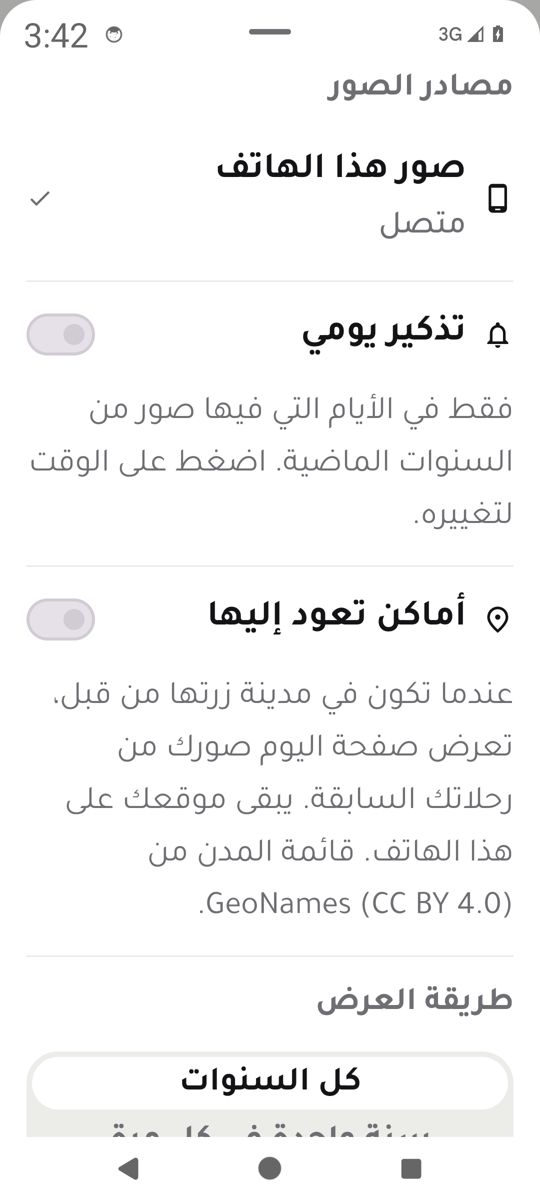 3:42
3G
مصادر الصور
صور هذا الهاتف
متصل
تذكير يومي
فقط في الأيام التي فيها صور من
السنوات الماضية. اضغط على الوقت
لتغييره.
أماكن تعود إليها
عندما تكون في مدينة زرتها من قبل،
تعرض صفحة اليوم صورك من
رحلاتك السابقة. يبقى موقعك على
هذا الهاتف. قائمة المدن من
GeoNames (CC BY 4.0).
طريقة العرض
كل السنوات